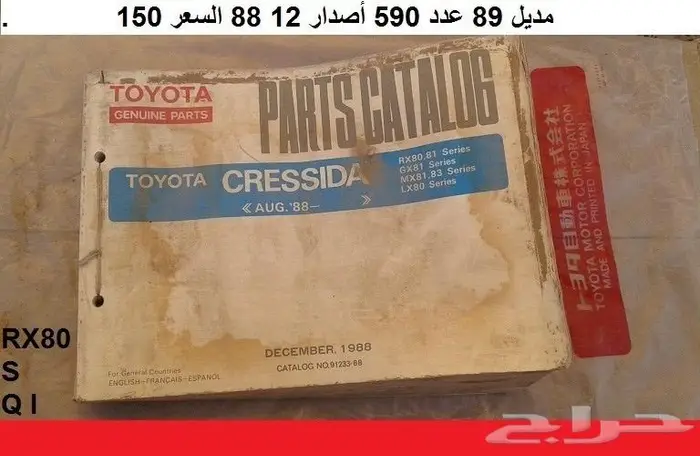 مديل 89 عدد 590 أصدار 12 88 السعر 150
.
TOYOTA
GENUINE PARTS
PARTS CATALOG
TOYOTA CRESSIDA
《AUG.'88– 》
RX80,81 Series
GX81 Series
MX81,83 Series
LX80 Series
トヨタ自動車株式会社
TOYOTA MOTOR CORPORATION
MADE AND PRINTED IN JAPAN
DECEMBER, 1988
CATALOG NO.91233-88
For General Countries
ENGLISH-FRANÇAIS-ESPAÑOL
RX80
S
Q I
حراج